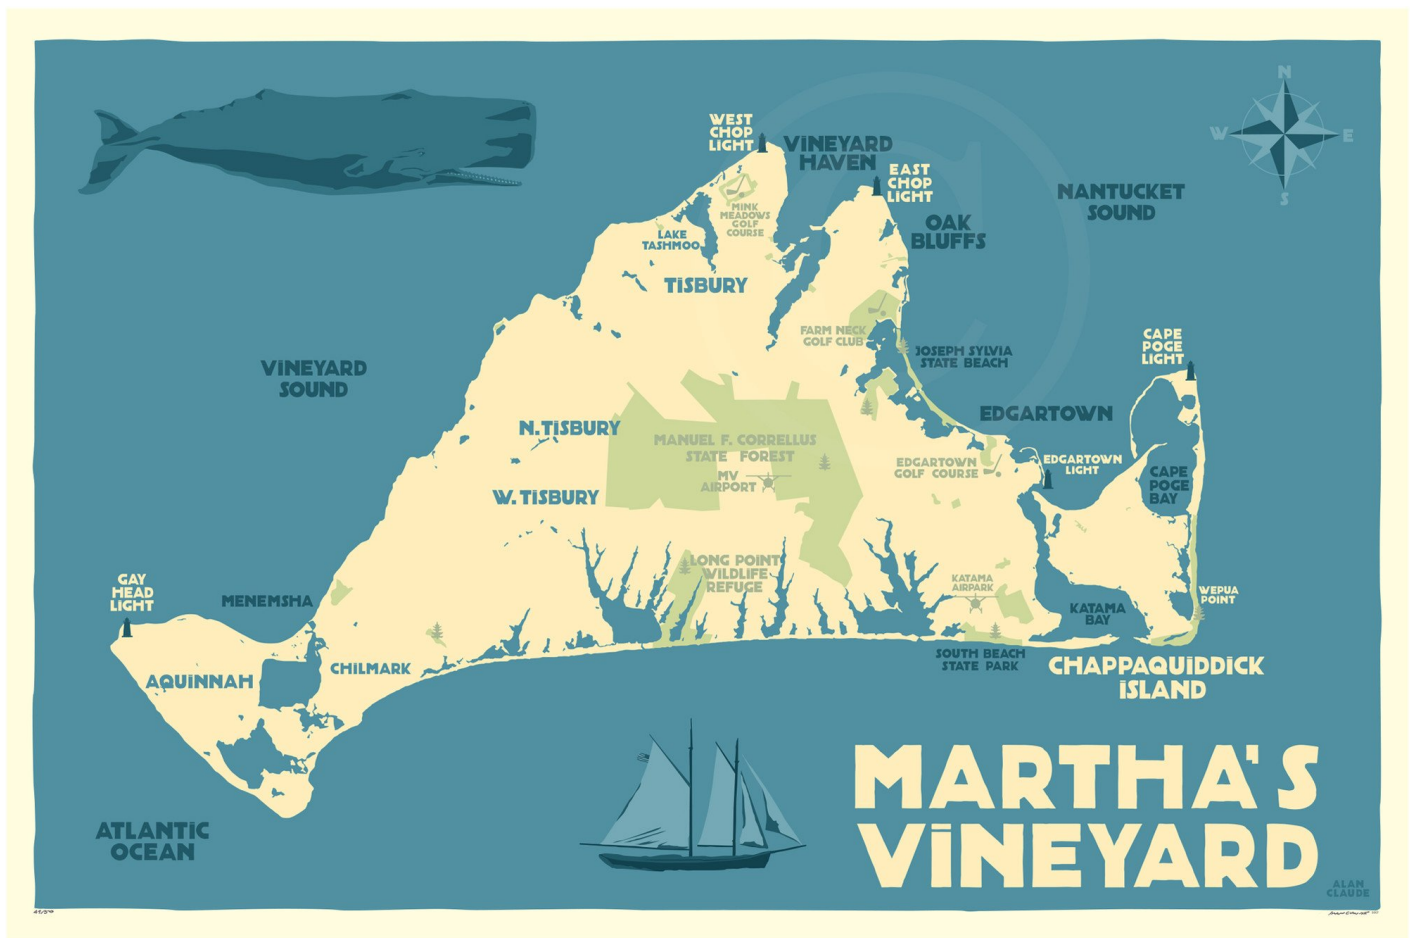 N
W
E
S
WEST
CHOP
LIGHT
VINEYARD
HAVEN
EAST
CHOP
LIGHT
NANTUCKET
SOUND
OAK
BLUFFS
MINK
MEADOWS
GOLF
COURSE
LAKE
TASHMOO
TISBURY
FARM NECK
GOLF CLUB
JOSEPH SYLVIA
STATE BEACH
CAPE
POGE
LIGHT
VINEYARD
SOUND
EDGARTOWN
N. TISBURY
MANUEL F. CORRELLUS
STATE FOREST
MV
AIRPORT
EDGARTOWN
GOLF COURSE
EDGARTOWN
LIGHT
CAPE
POGE
BAY
W. TISBURY
LONG POINT
WILDLIFE
REFUGE
KATAMA
AIRPARK
KATAMA
BAY
WEPUA
POINT
GAY
HEAD
LIGHT
MENEMSHA
AQUINNAH
CHILMARK
SOUTH BEACH
STATE PARK
CHAPPAQUIDDICK
ISLAND
ATLANTIC
OCEAN
MARTHA'S
VINEYARD
ALAN
CLAUDE
C